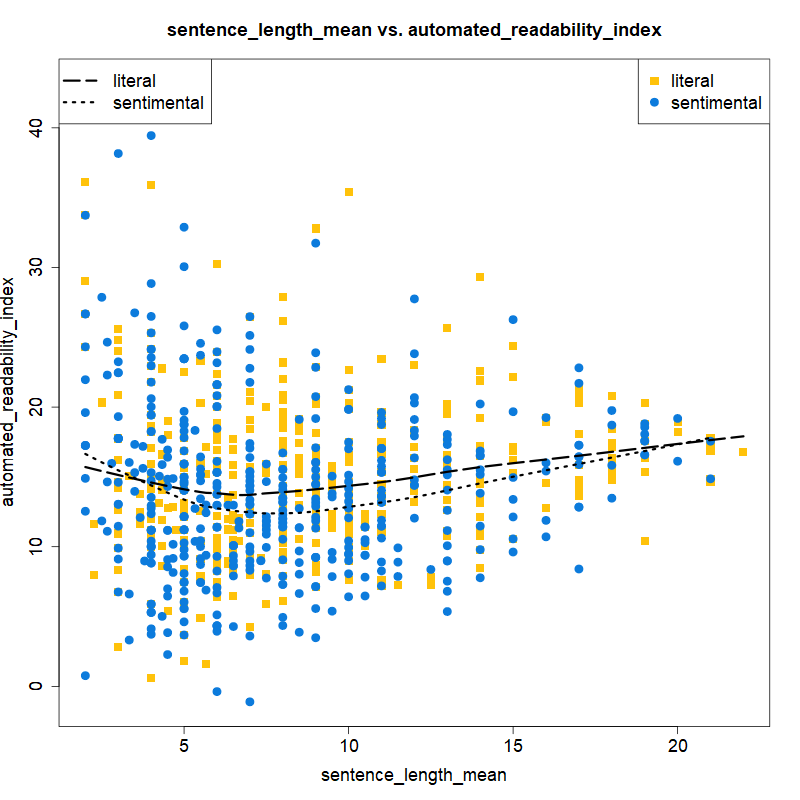 sentence_length_mean vs. automated_readability_index
literal
sentimental
literal
sentimental
automated_readability_index
40
30
20
10
0
5
10
15
20
sentence_length_mean